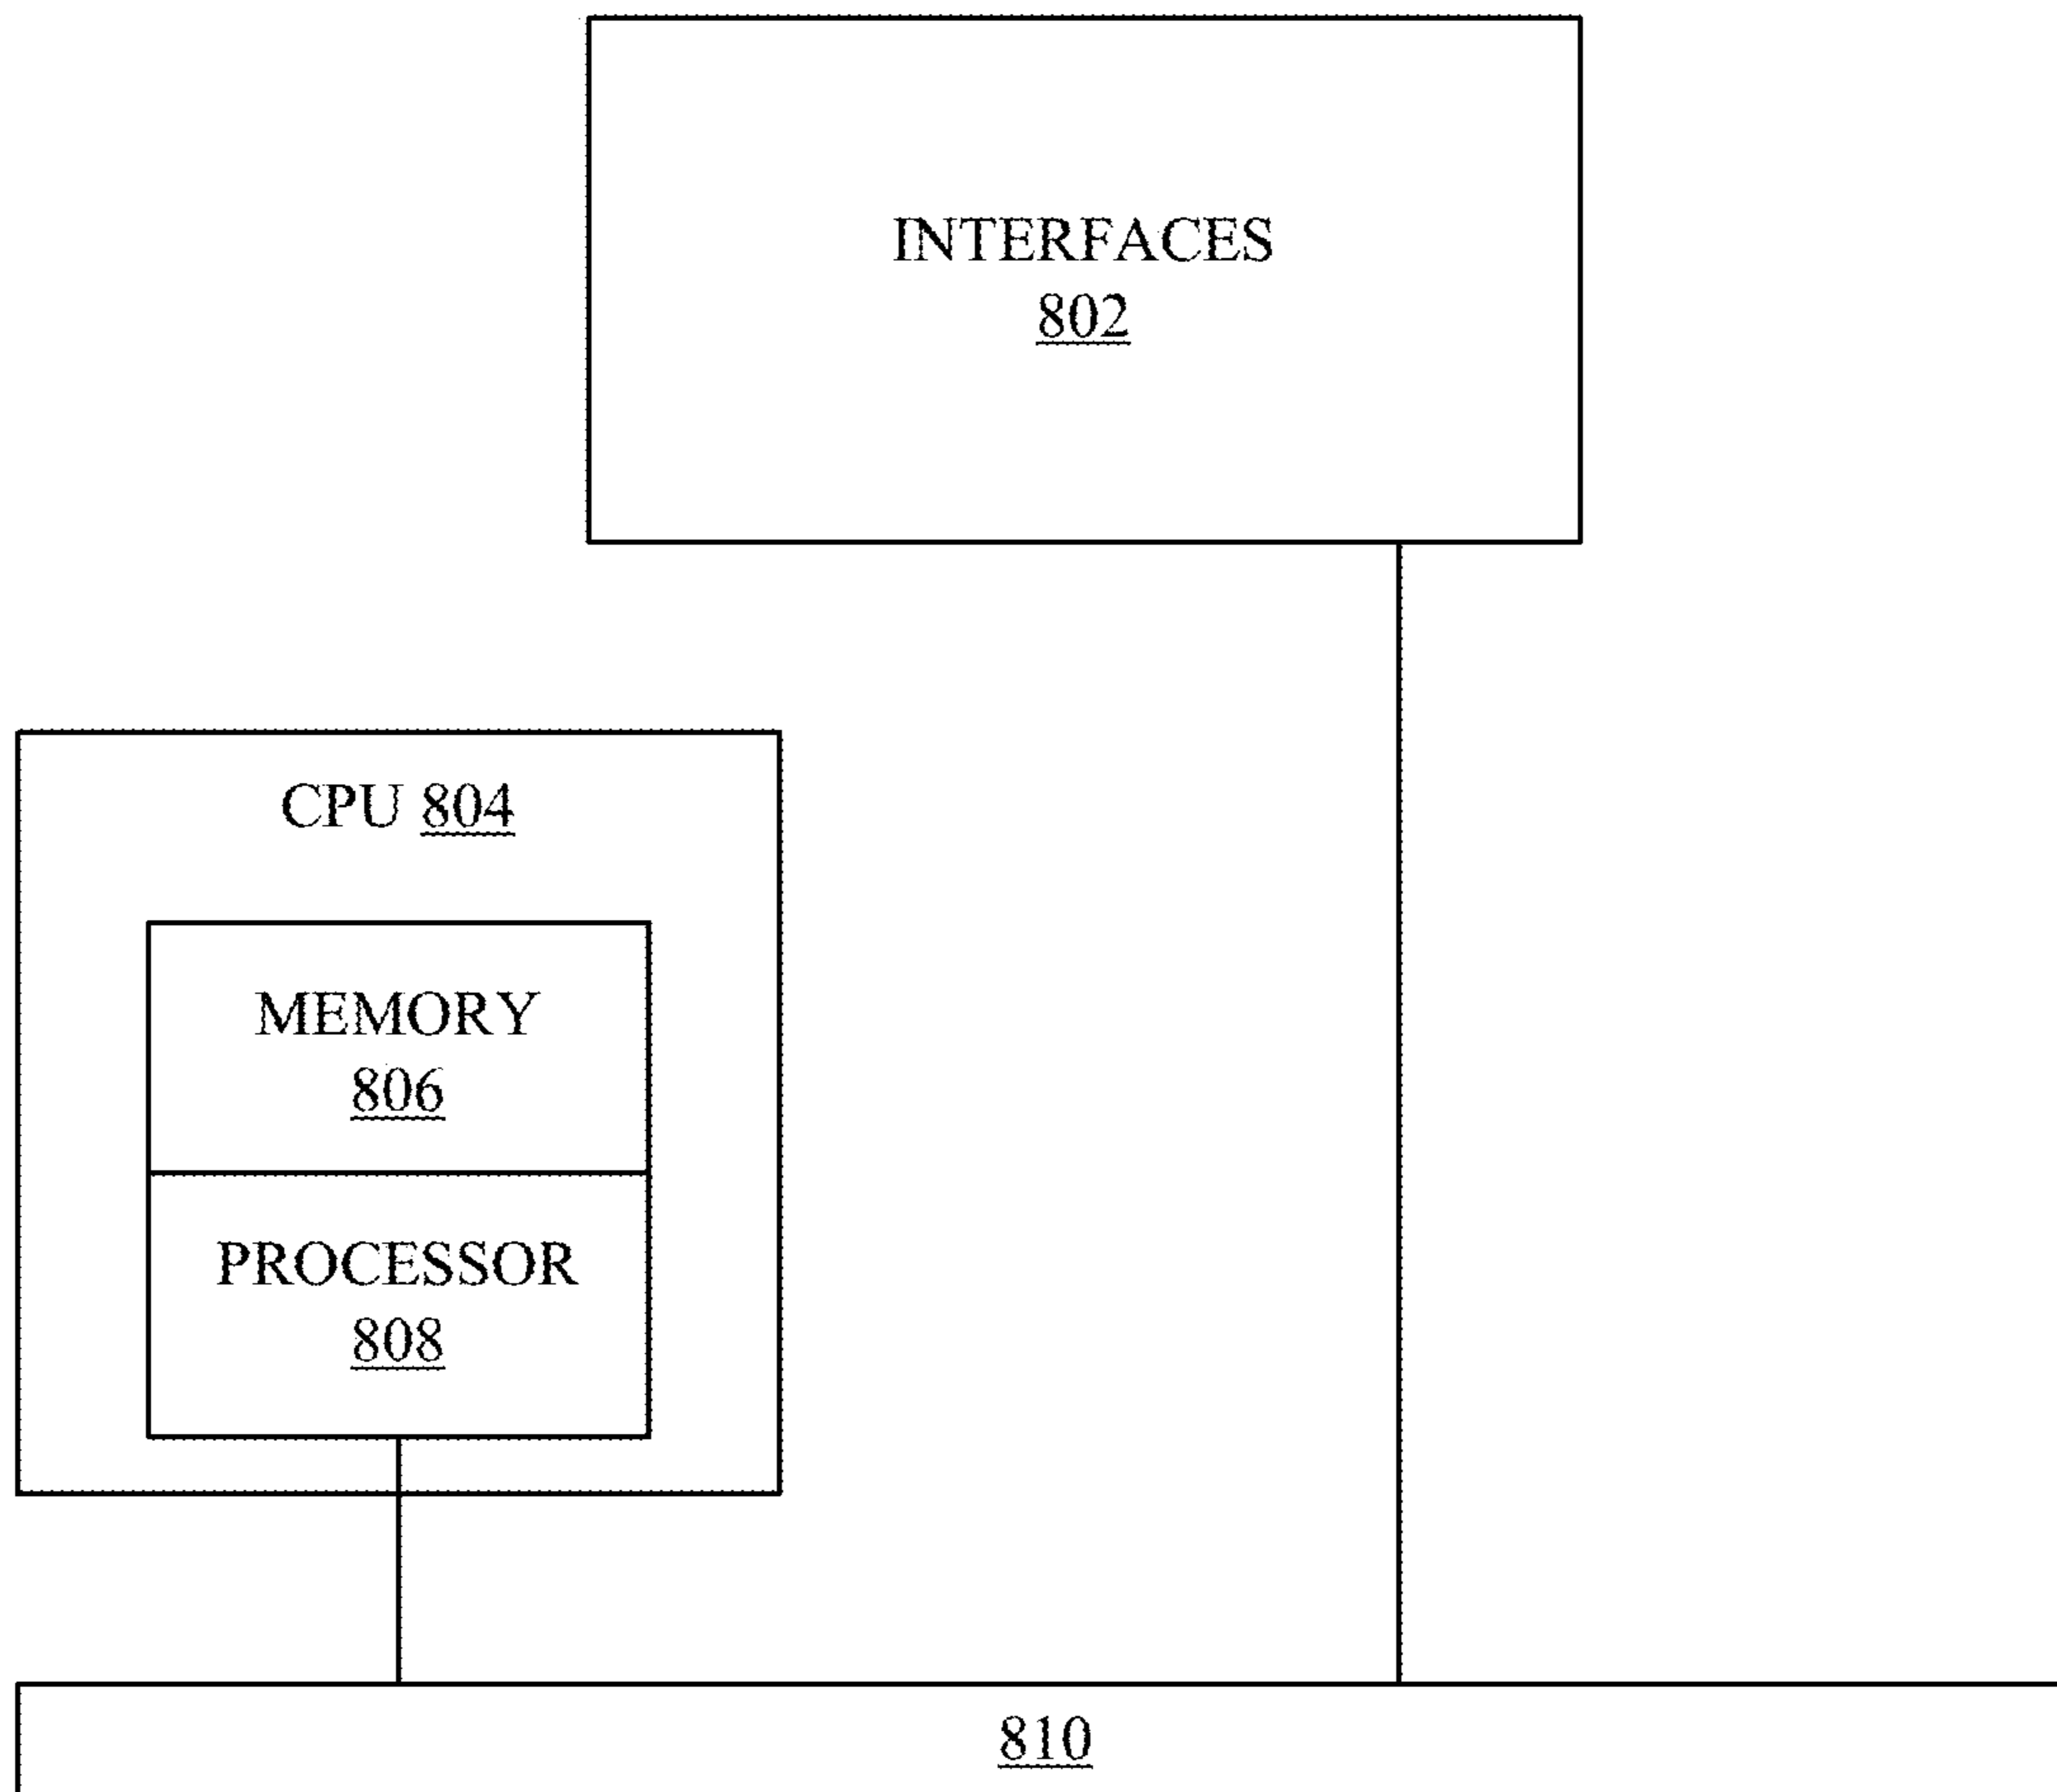 INTERFACES
802
CPU 804
MEMORY
806
PROCESSOR
808
810